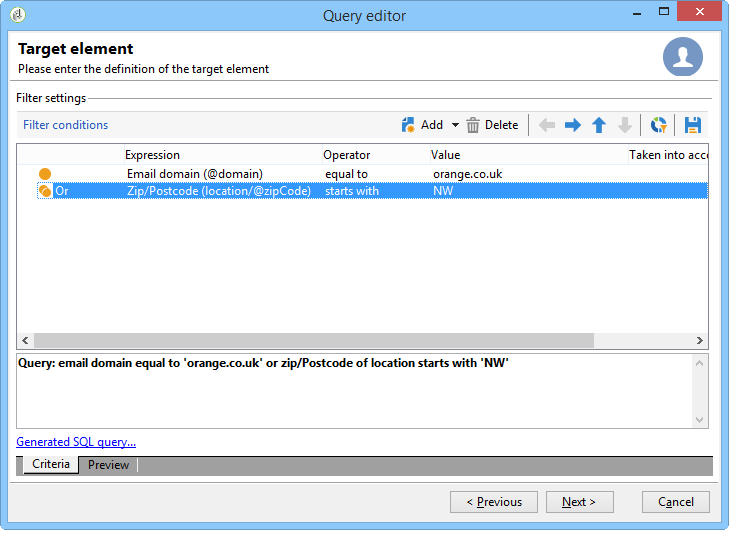 Query editor
Target element
Please enter the definition of the target element
Filter settings
Filter conditions Add Delete
Expression Operator Value Taken into acco
Email domain (@domain) equal to orange.co.uk
Or Zip/Postcode (location/@zipCode) starts with NW
Query: email domain equal to 'orange.co.uk' or zip/Postcode of location starts with 'NW'
Generated SQL query...
Criteria Preview
< Previous Next > Cancel